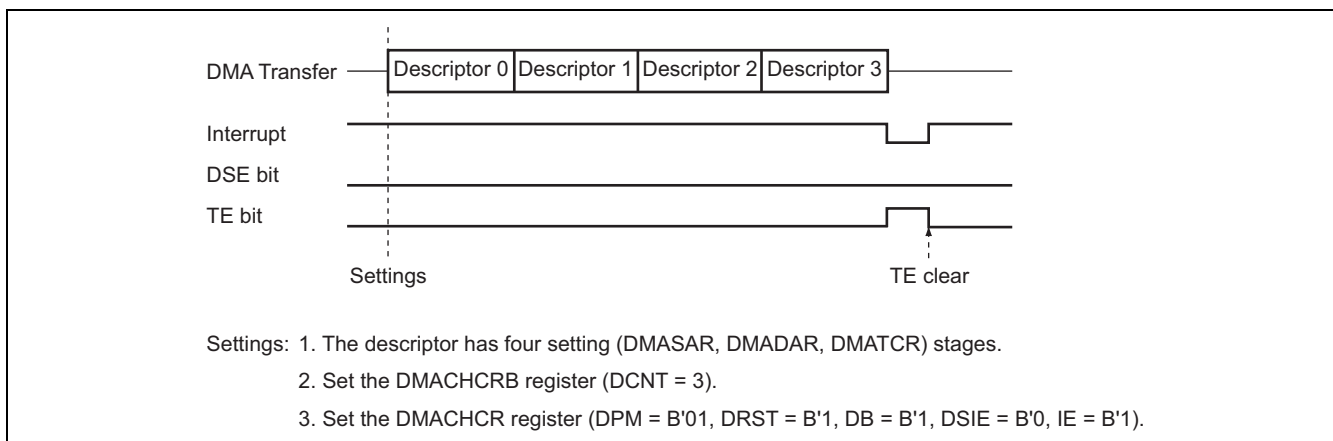 DMA Transfer Descriptor 0 Descriptor 1 Descriptor 2 Descriptor 3
Interrupt
DSE bit
TE bit
Settings TE clear
Settings: 1. The descriptor has four setting (DMASAR, DMADAR, DMATCR) stages.
2. Set the DMACHCRB register (DCNT = 3).
3. Set the DMACHCR register (DPM = B'01, DRST = B'1, DB = B'1, DSIE = B'0, IE = B'1).